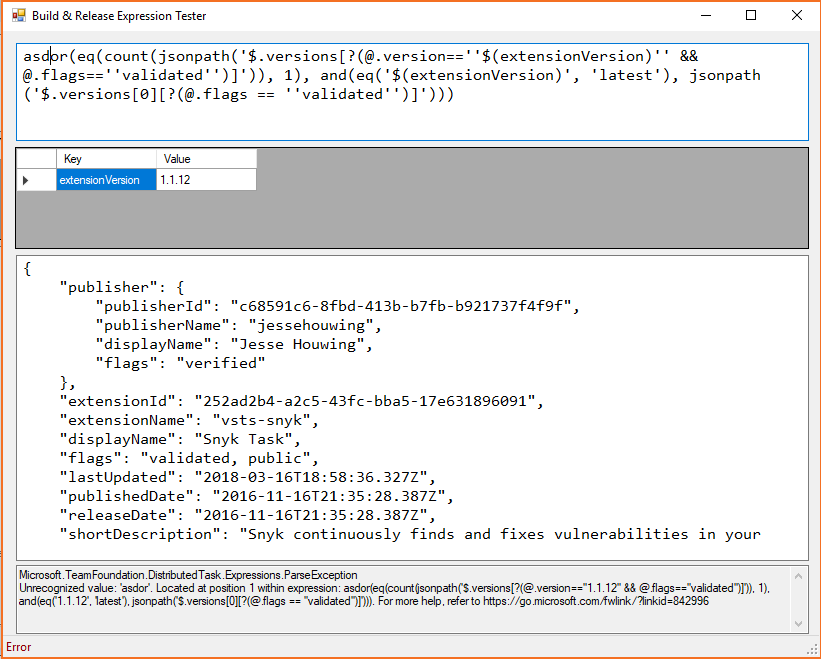 Build & Release Expression Tester
asdor(eq(count(jsonpath('$.versions[?(@.version==''$(extensionVersion)'' &&
@.flags==''validated'')]')), 1), and(eq('$(extensionVersion)', 'latest'), jsonpath
('$.versions[0][?(@.flags == ''validated'')]')))
Key Value
extensionVersion 1.1.12
{
    "publisher": {
        "publisherId": "c68591c6-8fbd-413b-b7fb-b921737f4f9f",
        "publisherName": "jessehouwing",
        "displayName": "Jesse Houwing",
        "flags": "verified"
    },
    "extensionId": "252ad2b4-a2c5-43fc-bba5-17e631896091",
    "extensionName": "vsts-snyk",
    "displayName": "Snyk Task",
    "flags": "validated, public",
    "lastUpdated": "2018-03-16T18:58:36.327Z",
    "publishedDate": "2016-11-16T21:35:28.387Z",
    "releaseDate": "2016-11-16T21:35:28.387Z",
    "shortDescription": "Snyk continuously finds and fixes vulnerabilities in your
Microsoft.TeamFoundation.DistributedTask.Expressions.ParseException
Unrecognized value: 'asdor'. Located at position 1 within expression: asdor(eq(count(jsonpath('$.versions[?(@.version==''1.1.12'' && @.flags==''validated'')]')), 1),
and(eq('1.1.12', 'latest'), jsonpath('$.versions[0][?(@.flags == ''validated'')]'))). For more help, refer to https://go.microsoft.com/fwlink/?linkid=842996
Error